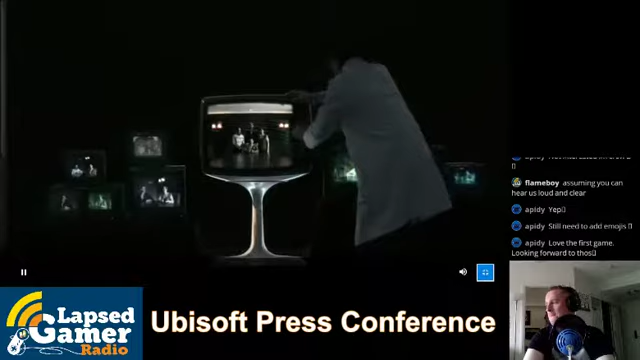 flameboy assuming you can
hear us loud and clear
apidy Yep
apidy Still need to add emojis
apidy Love the first game.
Looking forward to thos
Lapsed
Gamer
Radio
Ubisoft Press Conference